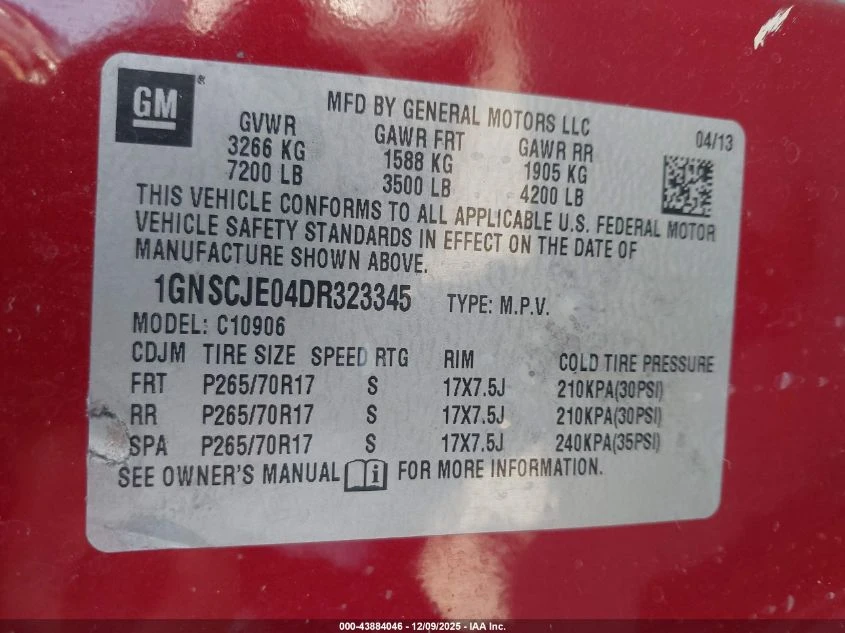 GM®
MFD BY GENERAL MOTORS LLC
04/13
GVWR GAWR FRT GAWR RR
3266 KG 1588 KG 1905 KG
7200 LB 3500 LB 4200 LB
THIS VEHICLE CONFORMS TO ALL APPLICABLE U.S. FEDERAL MOTOR
VEHICLE SAFETY STANDARDS IN EFFECT ON THE DATE OF
MANUFACTURE SHOWN ABOVE.
1GNSCJE04DR323345 TYPE: M.P.V.
MODEL: C10906
CDJM TIRE SIZE SPEED RTG RIM COLD TIRE PRESSURE
FRT P265/70R17 S 17X7.5J 210KPA(30PSI)
RR P265/70R17 S 17X7.5J 210KPA(30PSI)
SPA P265/70R17 S 17X7.5J 240KPA(35PSI)
SEE OWNER'S MANUAL i FOR MORE INFORMATION.
000-43884046 - 12/09/2025 - IAA Inc.